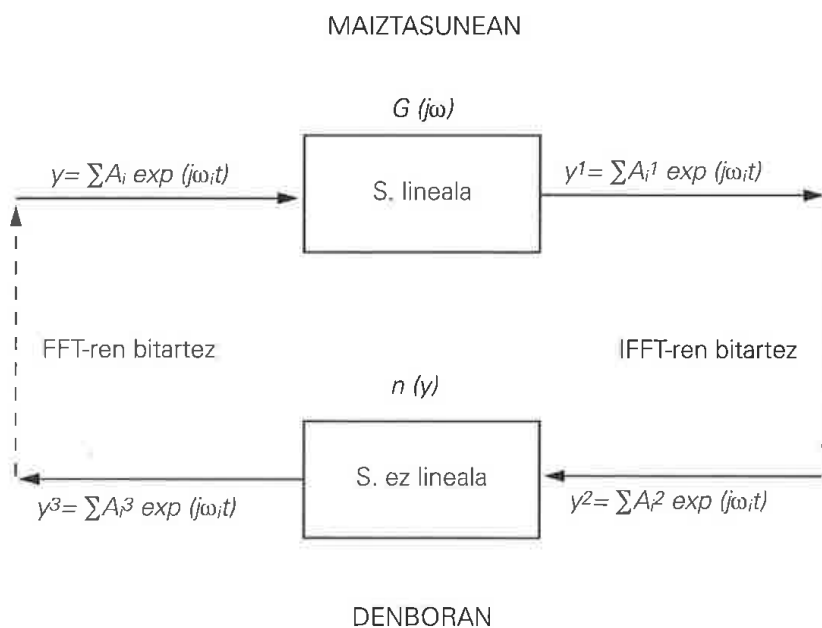 MAIZTASUNEAN
G (jω)
y= ∑Aᵢ exp (jωᵢt)
S. lineala
y¹= ∑Aᵢ¹ exp (jωᵢt)
FFT-ren bitartez
IFFT-ren bitartez
n (y)
S. ez lineala
y³= ∑Aᵢ³ exp (jωᵢt)
y²= ∑Aᵢ² exp (jωᵢt)
DENBORAN